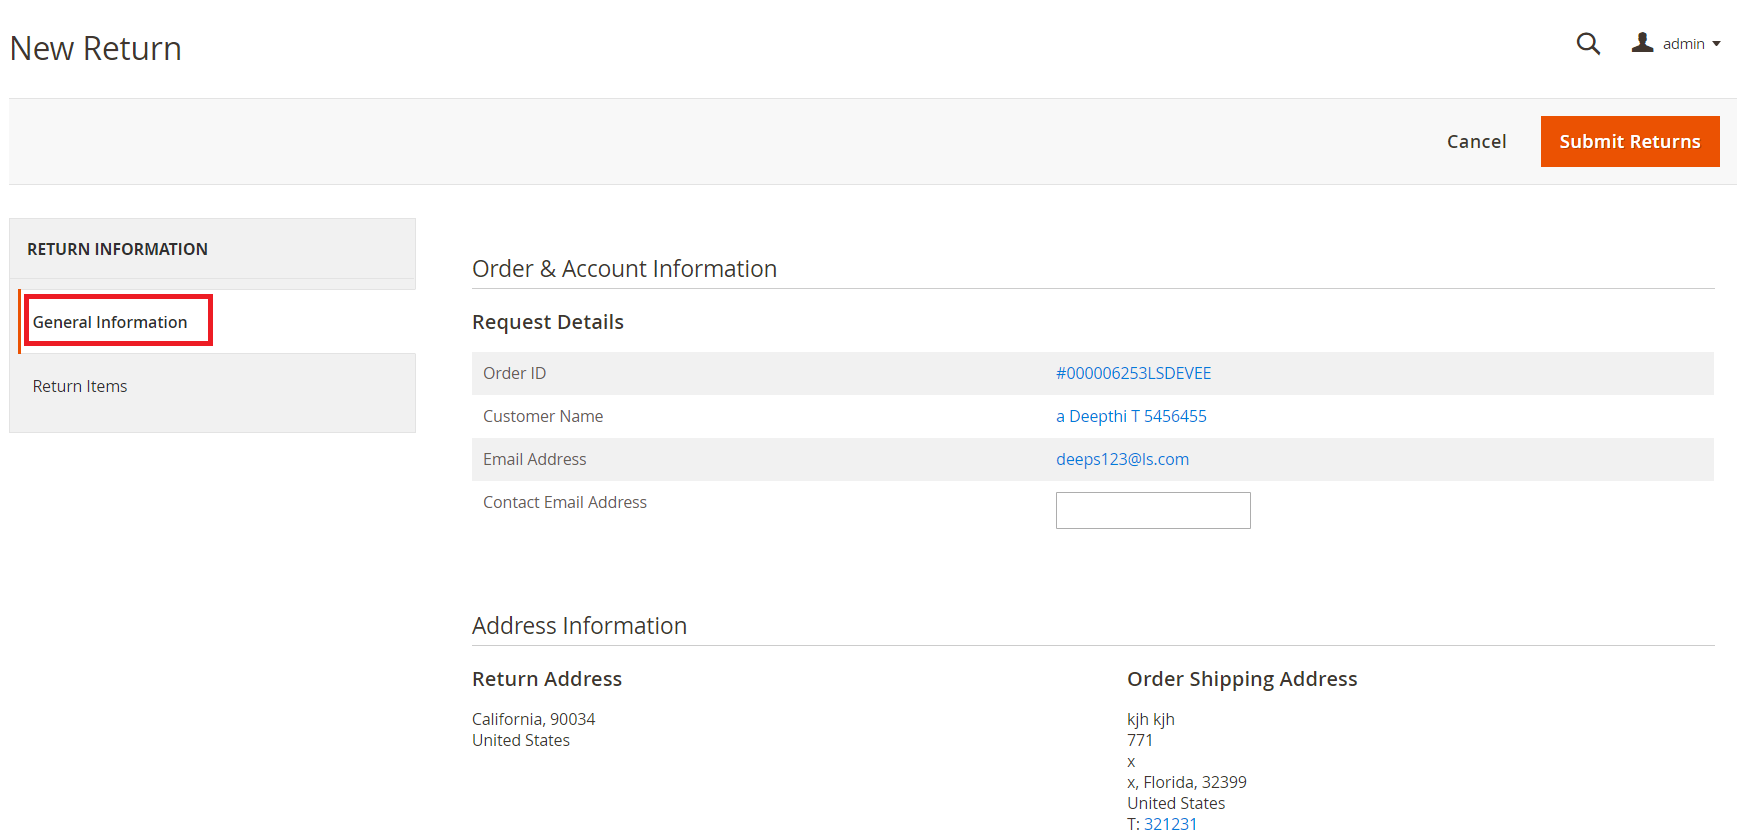 New Return
admin
Cancel
Submit Returns
RETURN INFORMATION
General Information
Return Items
Order & Account Information
Request Details
Order ID #000006253LSDEVEE
Customer Name a Deepthi T 5456455
Email Address deeps123@ls.com
Contact Email Address
Address Information
Return Address
California, 90034
United States
Order Shipping Address
kjh kjh
771
x
x, Florida, 32399
United States
T: 321231